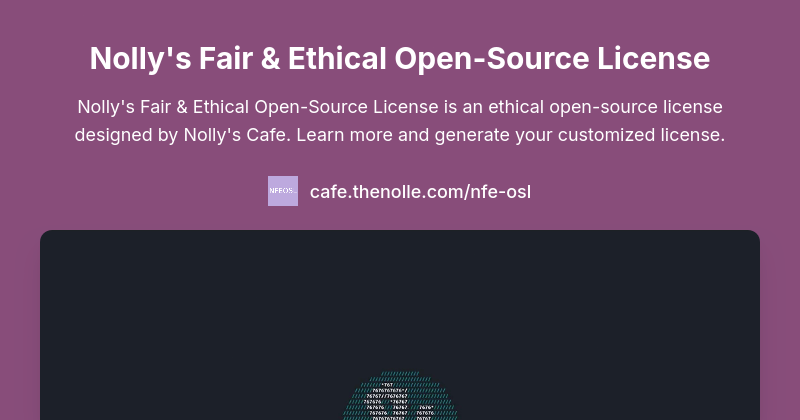 Nolly's Fair & Ethical Open-Source License
Nolly's Fair & Ethical Open-Source License is an ethical open-source license
designed by Nolly's Cafe. Learn more and generate your customized license.
cafe.thenolle.com/nfe-osl